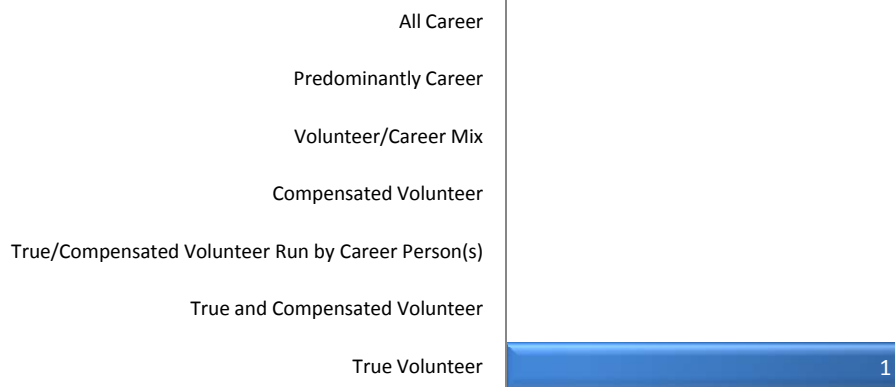 All Career
Predominantly Career
Volunteer/Career Mix
Compensated Volunteer
True/Compensated Volunteer Run by Career Person(s)
True and Compensated Volunteer
True Volunteer
1